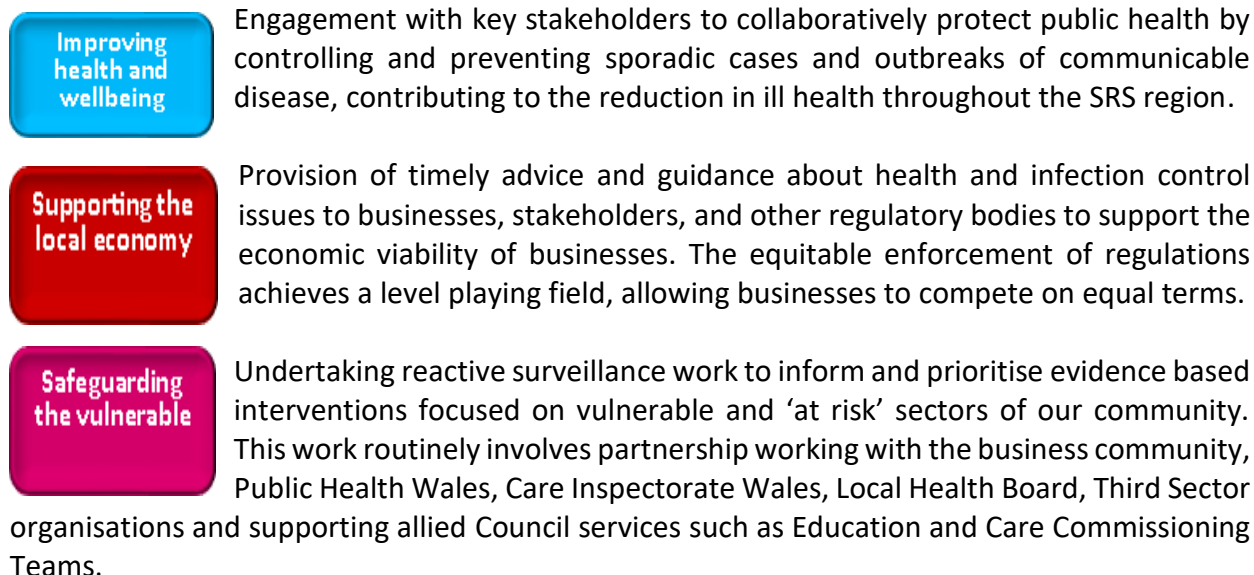 Improving
health and
wellbeing
Engagement with key stakeholders to collaboratively protect public health by
controlling and preventing sporadic cases and outbreaks of communicable
disease, contributing to the reduction in ill health throughout the SRS region.
Supporting the
local economy
Provision of timely advice and guidance about health and infection control
issues to businesses, stakeholders, and other regulatory bodies to support the
economic viability of businesses. The equitable enforcement of regulations
achieves a level playing field, allowing businesses to compete on equal terms.
Safeguarding
the vulnerable
Undertaking reactive surveillance work to inform and prioritise evidence based
interventions focused on vulnerable and ‘at risk’ sectors of our community.
This work routinely involves partnership working with the business community,
Public Health Wales, Care Inspectorate Wales, Local Health Board, Third Sector
organisations and supporting allied Council services such as Education and Care Commissioning
Teams.